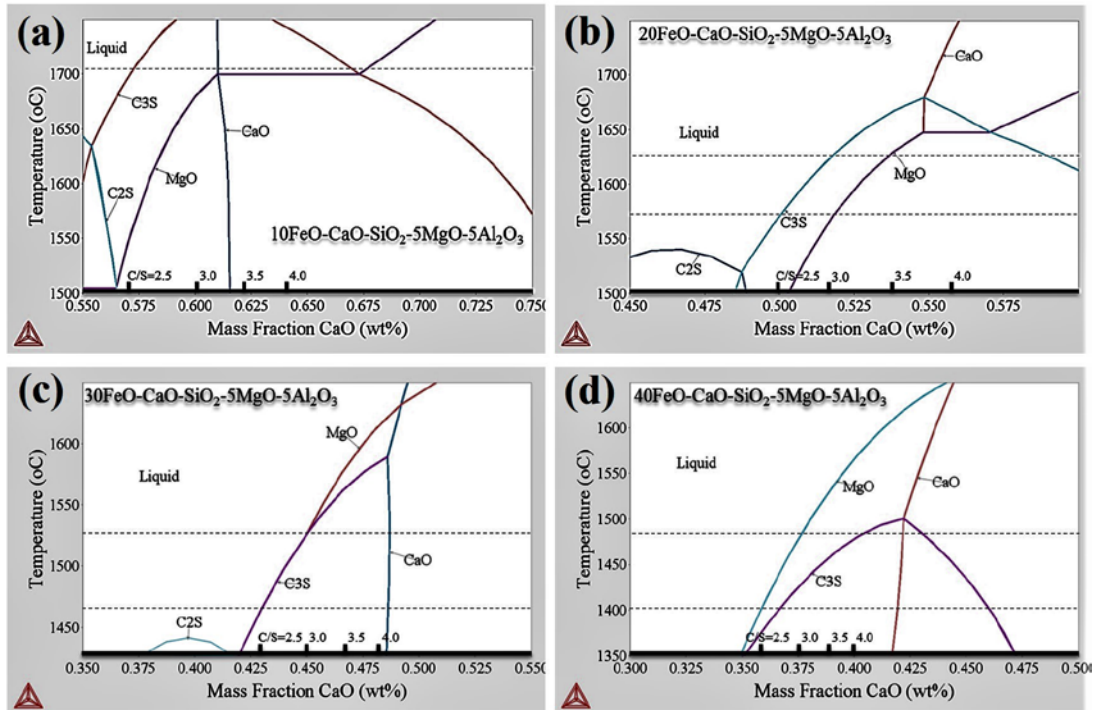 (a)
Liquid
1700
1650
1600
1550
1500
Temperature (oC)
C3S
C2S
MgO
CaO
10FeO-CaO-SiO₂-5MgO-5Al₂O₃
C/S=2.5 3.0 3.5 4.0
0.550 0.575 0.600 0.625 0.650 0.675 0.700 0.725 0.750
Mass Fraction CaO (wt%)
(b)
20FeO-CaO-SiO₂-5MgO-5Al₂O₃
CaO
1700
1650
1600
1550
1500
Temperature (oC)
Liquid
MgO
C3S
C2S
C/S=2.5 3.0 3.5 4.0
0.450 0.475 0.500 0.525 0.550 0.575
Mass Fraction CaO (wt%)
(c)
30FeO-CaO-SiO₂-5MgO-5Al₂O₃
MgO
1600
1550
1500
1450
Temperature (oC)
Liquid
CaO
C3S
C2S
C/S=2.5 3.0 3.5 4.0
0.350 0.375 0.400 0.425 0.450 0.475 0.500 0.525 0.550
Mass Fraction CaO (wt%)
(d)
40FeO-CaO-SiO₂-5MgO-5Al₂O₃
1600
1550
1500
1450
1400
1350
Temperature (oC)
Liquid
MgO
CaO
C3S
C/S=2.5 3.0 3.5 4.0
0.300 0.325 0.350 0.375 0.400 0.425 0.450 0.475 0.500
Mass Fraction CaO (wt%)